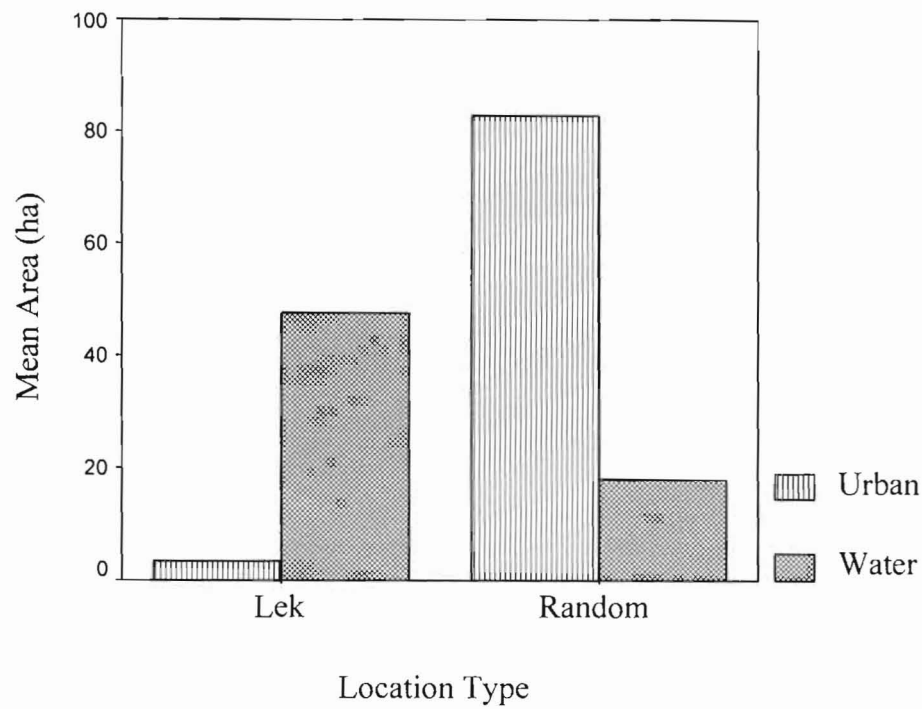 100
80
60
40
20
0
Mean Area (ha)
Lek
Random
Urban
Water
Location Type